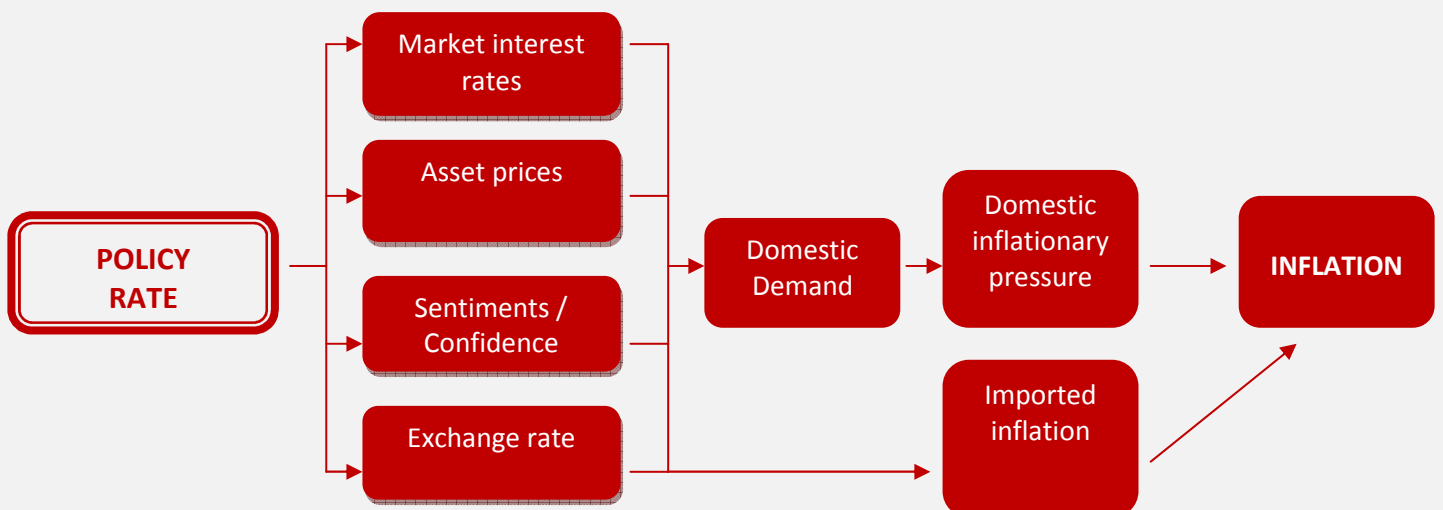 POLICY
RATE
Market interest
rates
Asset prices
Sentiments /
Confidence
Exchange rate
Domestic
Demand
Domestic
inflationary
pressure
Imported
inflation
INFLATION